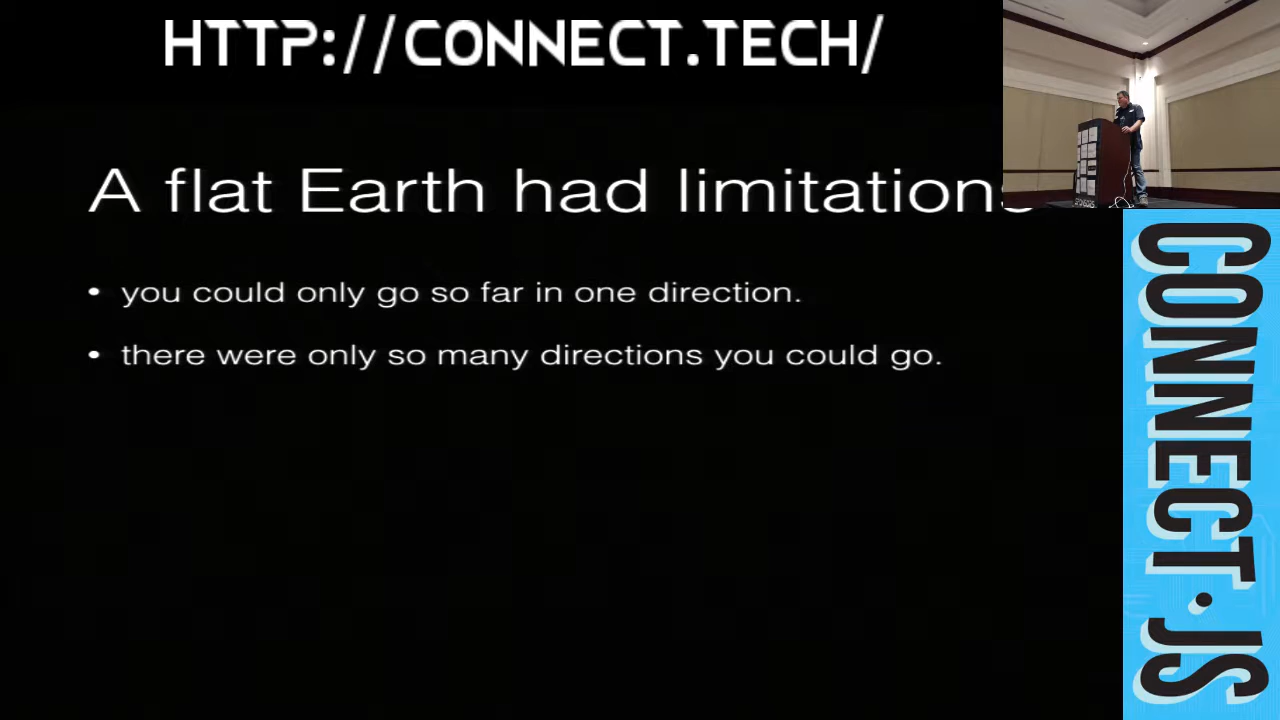 HTTP://CONNECT.TECH/
A flat Earth had limitations
• you could only go so far in one direction.
• there were only so many directions you could go.
CONNECT·JS